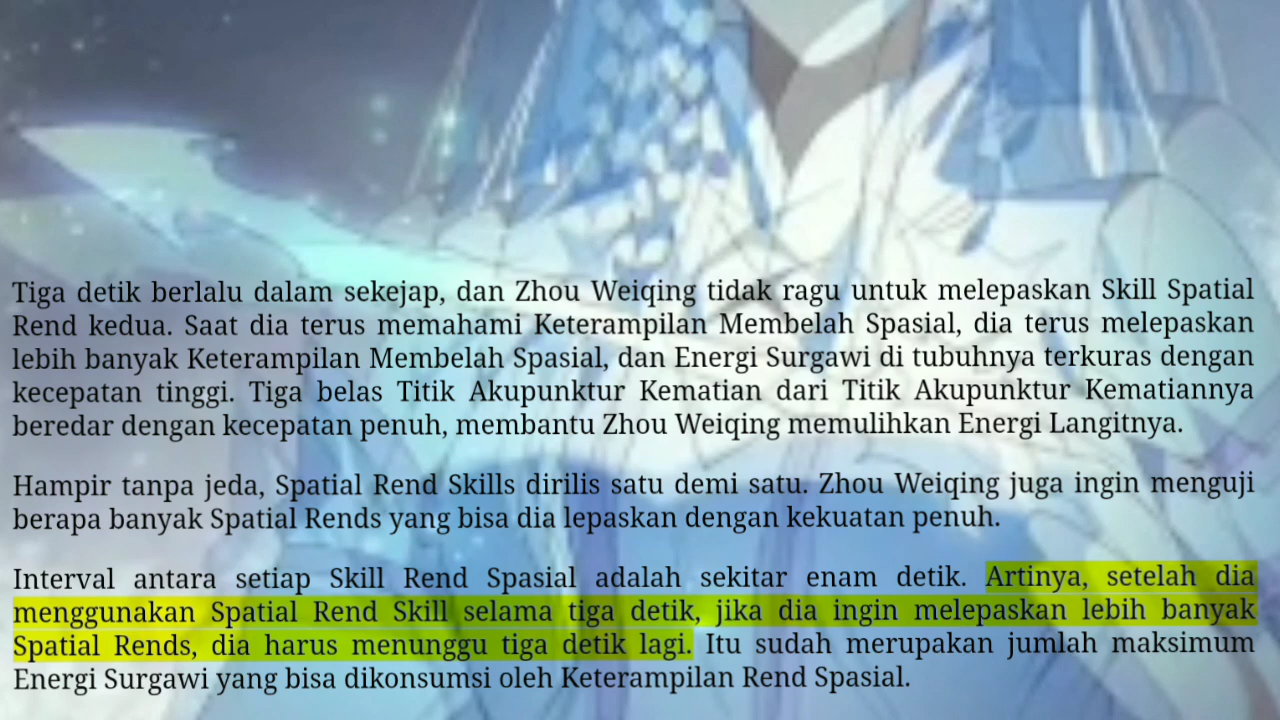 Tiga detik berlalu dalam sekejap, dan Zhou Weiqing tidak ragu untuk melepaskan Skill Spatial
Rend kedua. Saat dia terus memahami Keterampilan Membelah Spasial, dia terus melepaskan
lebih banyak Keterampilan Membelah Spasial, dan Energi Surgawi di tubuhnya terkuras dengan
kecepatan tinggi. Tiga belas Titik Akupunktur Kematian dari Titik Akupunktur Kematiannya
beredar dengan kecepatan penuh, membantu Zhou Weiqing memulihkan Energi Langitnya.
Hampir tanpa jeda, Spatial Rend Skills dirilis satu demi satu. Zhou Weiqing juga ingin menguji
berapa banyak Spatial Rends yang bisa dia lepaskan dengan kekuatan penuh.
Interval antara setiap Skill Rend Spasial adalah sekitar enam detik. Artinya, setelah dia
menggunakan Spatial Rend Skill selama tiga detik, jika dia ingin melepaskan lebih banyak
Spatial Rends, dia harus menunggu tiga detik lagi. Itu sudah merupakan jumlah maksimum
Energi Surgawi yang bisa dikonsumsi oleh Keterampilan Rend Spasial.